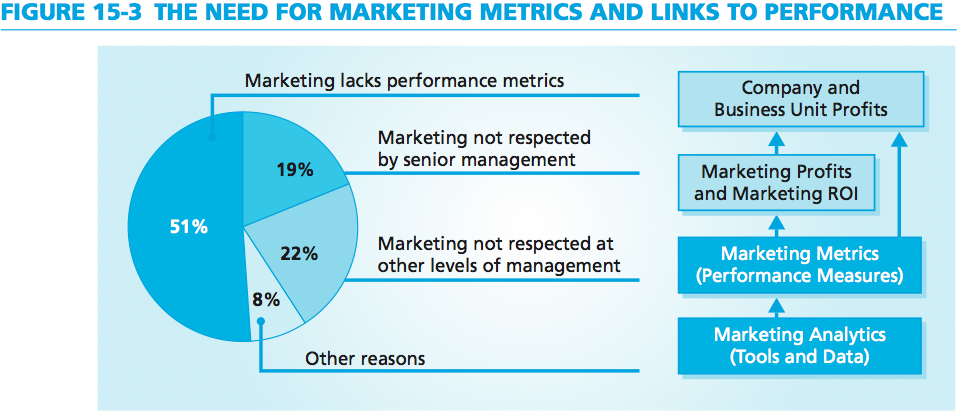 FIGURE 15-3 THE NEED FOR MARKETING METRICS AND LINKS TO PERFORMANCE
Marketing lacks performance metrics
Marketing not respected
by senior management
Marketing not respected at
other levels of management
Other reasons
51%
19%
22%
8%
Company and
Business Unit Profits
Marketing Profits
and Marketing ROI
Marketing Metrics
(Performance Measures)
Marketing Analytics
(Tools and Data)